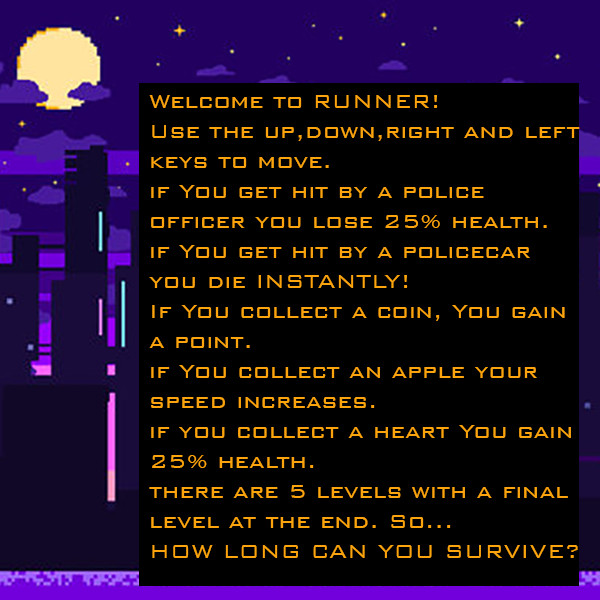 Welcome to RUNNER!
Use the up,down,right and left
keys to move.
if You get hit by a police
officer you lose 25% health.
if You get hit by a policecar
you die INSTANTLY!
If You collect a coin, You gain
a point.
if You collect an apple your
speed increases.
if you collect a heart You gain
25% health.
there are 5 levels with a final
level at the end. So...
HOW LONG CAN YOU SURVIVE?